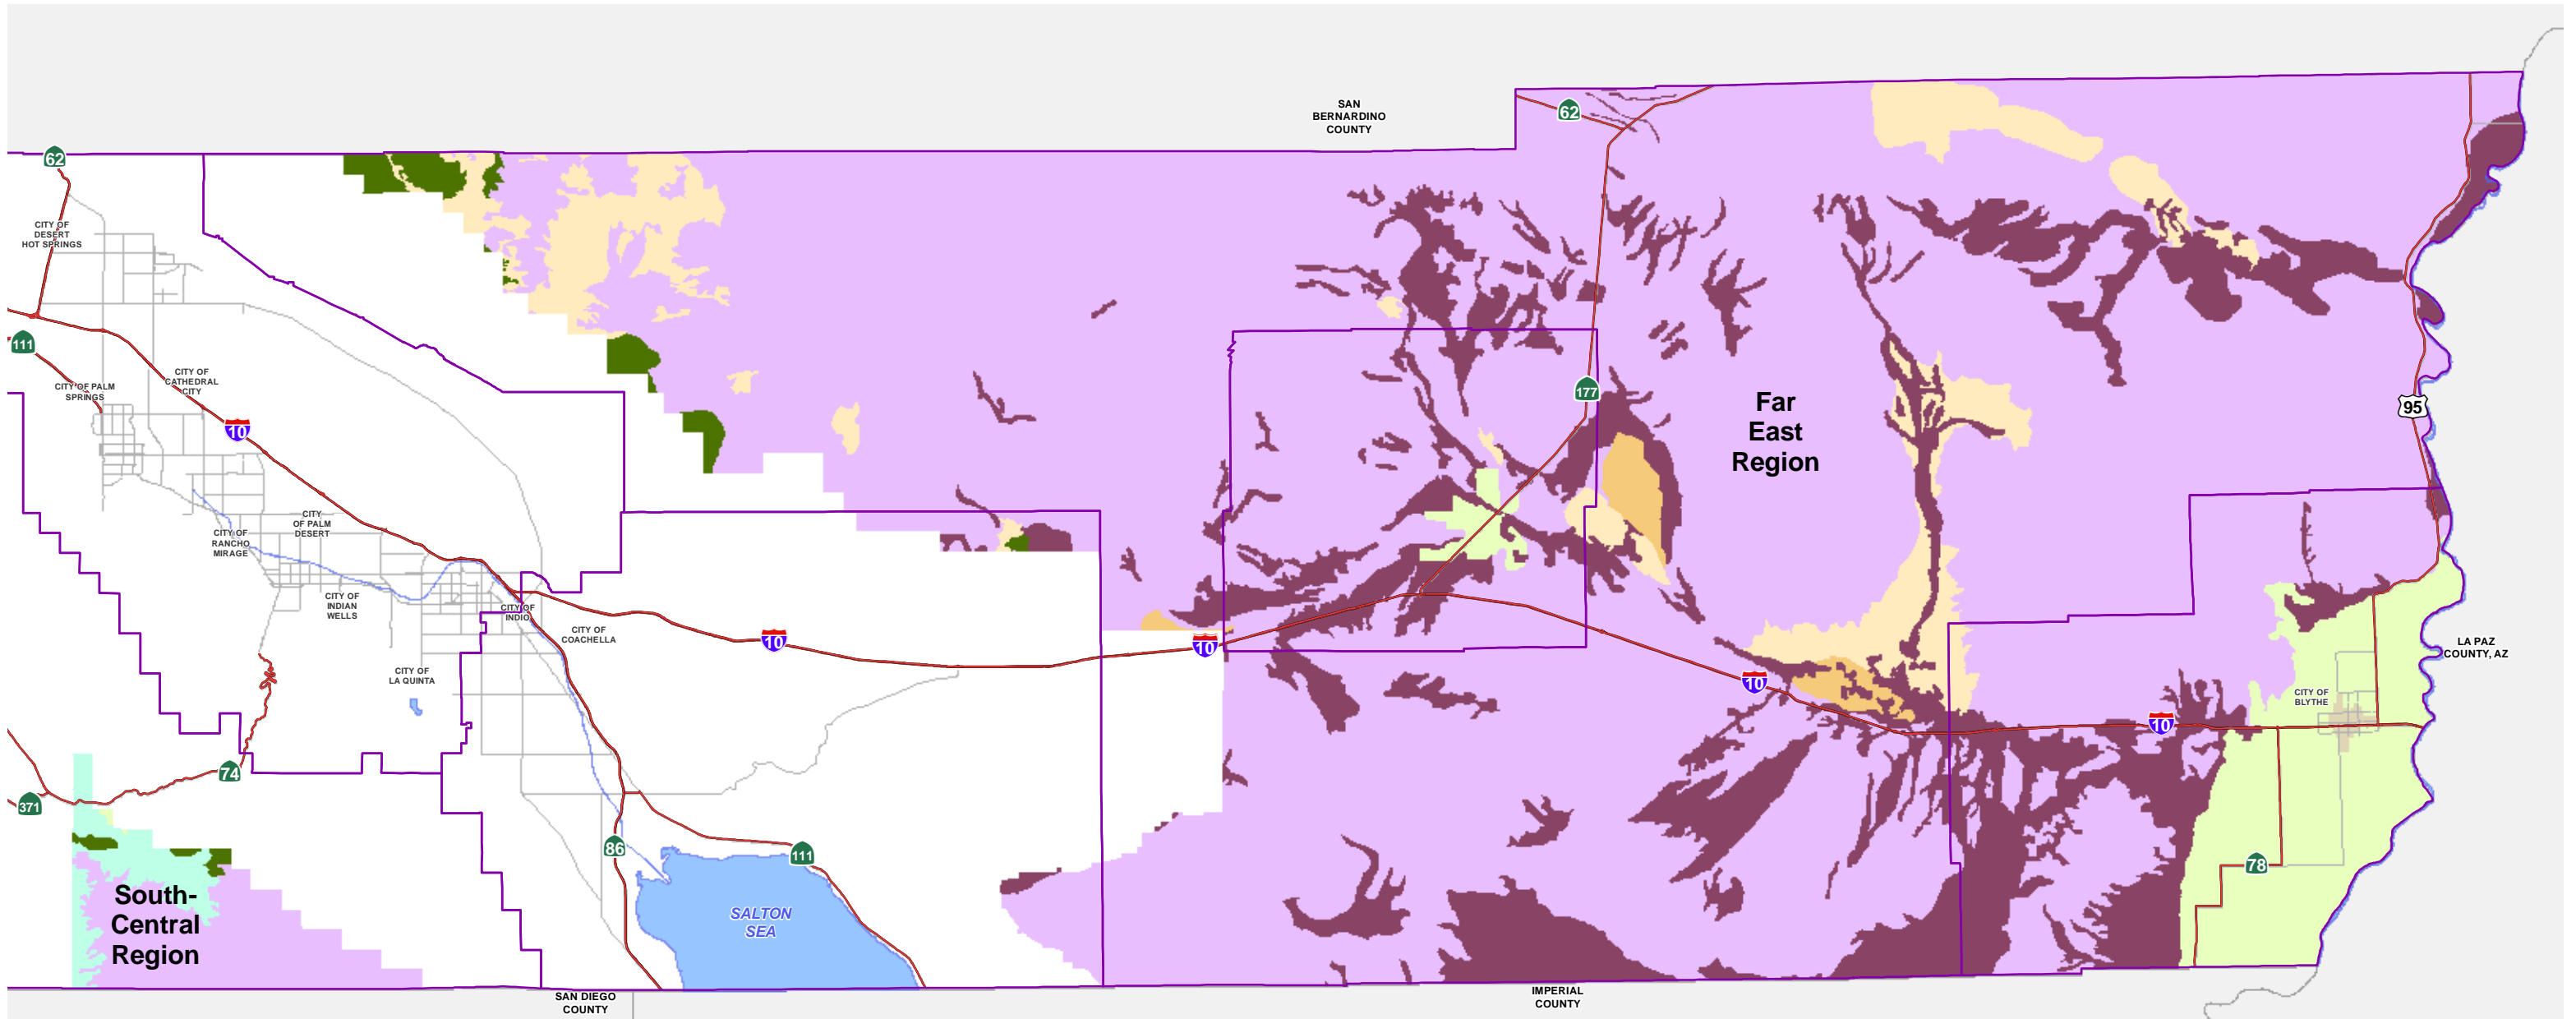 SAN
BERNARDINO
COUNTY
62
62
CITY OF
DESERT
HOT SPRINGS
111
CITY OF PALM
SPRINGS
CITY OF
CATHEDRAL
CITY
10
177
Far
East
Region
95
CITY OF
RANCHO
MIRAGE
CITY
OF PALM
DESERT
CITY OF
INDIAN
WELLS
CITY OF
INDIO
CITY OF
COACHELLA
10
10
CITY OF
LA QUINTA
10
LA PAZ
COUNTY, AZ
CITY OF
BLYTHE
10
74
371
86
111
78
South-
Central
Region
SALTON
SEA
SAN DIEGO
COUNTY
IMPERIAL
COUNTY